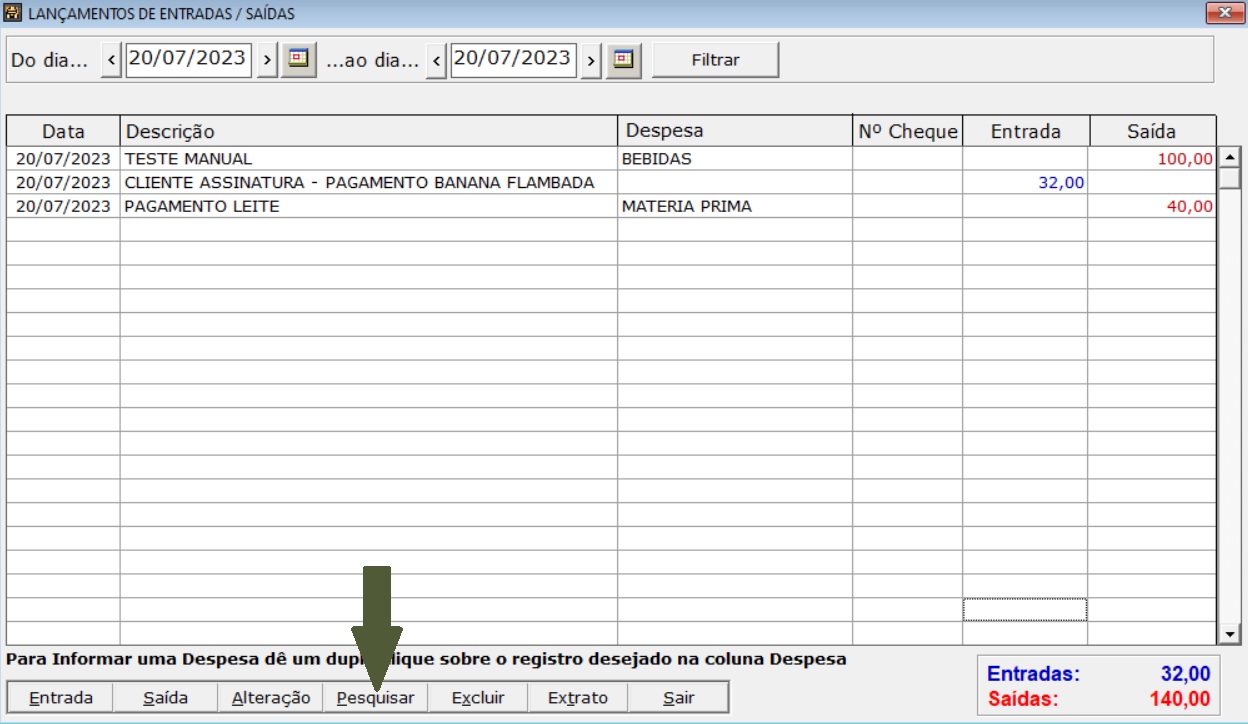 LANÇAMENTOS DE ENTRADAS / SAÍDAS
Do dia... < 20/07/2023 > ...ao dia... < 20/07/2023 > Filtrar
Data Descrição Despesa Nº Cheque Entrada Saída
20/07/2023 TESTE MANUAL BEBIDAS 100,00
20/07/2023 CLIENTE ASSINATURA - PAGAMENTO BANANA FLAMBADA 32,00
20/07/2023 PAGAMENTO LEITE MATERIA PRIMA 40,00
Para Informar uma Despesa dê um sobre o registro desejado na coluna Despesa
Entradas: 32,00
Saídas: 140,00
Entrada Saída Alteração Pesquisar Excluir Extrato Sair